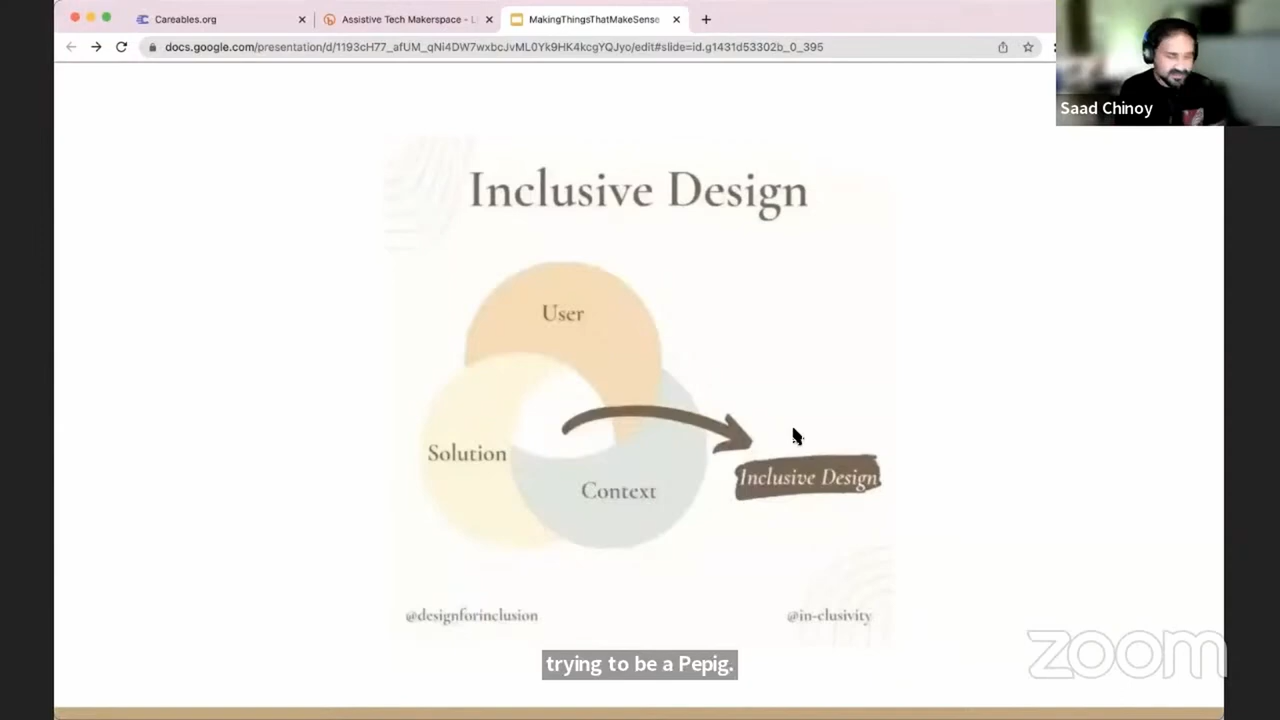 Careables.org
Assistive Tech Makerspace - L
MakingThingsThatMakeSense
docs.google.com/presentation/d/1193cH77_afUM_qNi4DW7wxbcJvML0Yk9HK4kcgYQJyo/edit#slide=id.g1431d53302b_0_395
Saad Chinoy
Inclusive Design
User
Solution
Context
Inclusive Design
@designforinclusion
@in-clusivity
trying to be a Pepig.
zoom